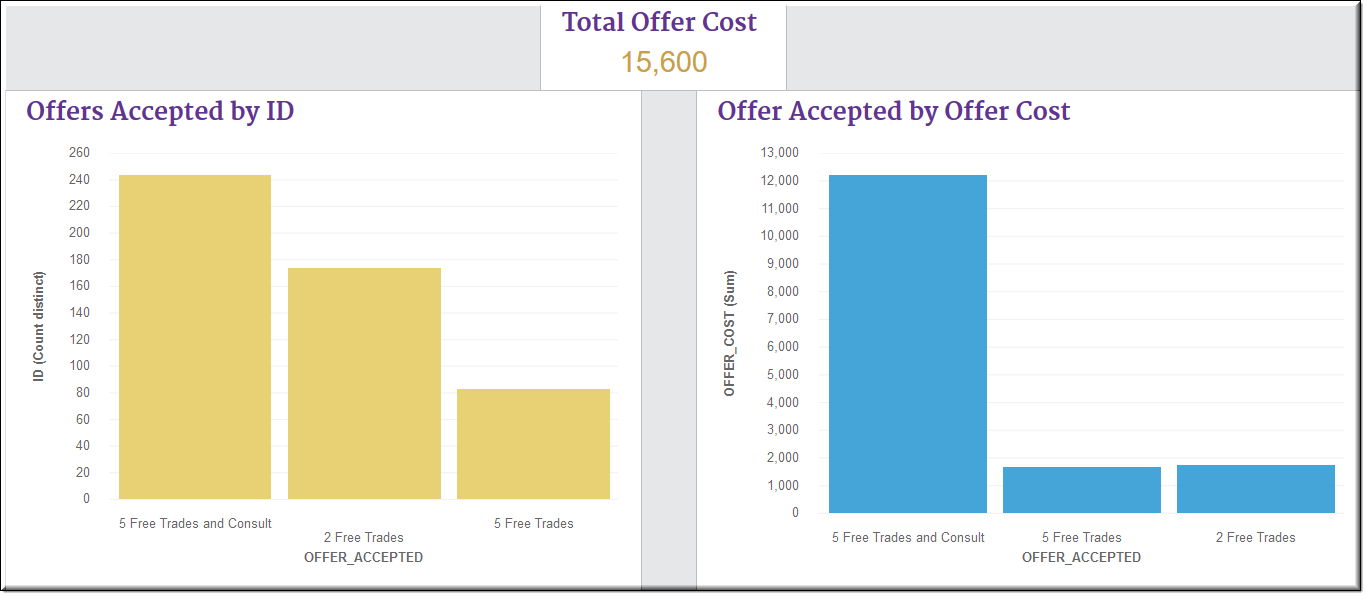 Total Offer Cost
15,600
Offers Accepted by ID
260
240
220
200
180
160
140
120
100
80
60
40
20
0
ID (Count distinct)
5 Free Trades and Consult
2 Free Trades
5 Free Trades
OFFER_ACCEPTED
Offer Accepted by Offer Cost
13,000
12,000
11,000
10,000
9,000
8,000
7,000
6,000
5,000
4,000
3,000
2,000
1,000
0
OFFER_COST (Sum)
5 Free Trades and Consult
5 Free Trades
2 Free Trades
OFFER_ACCEPTED